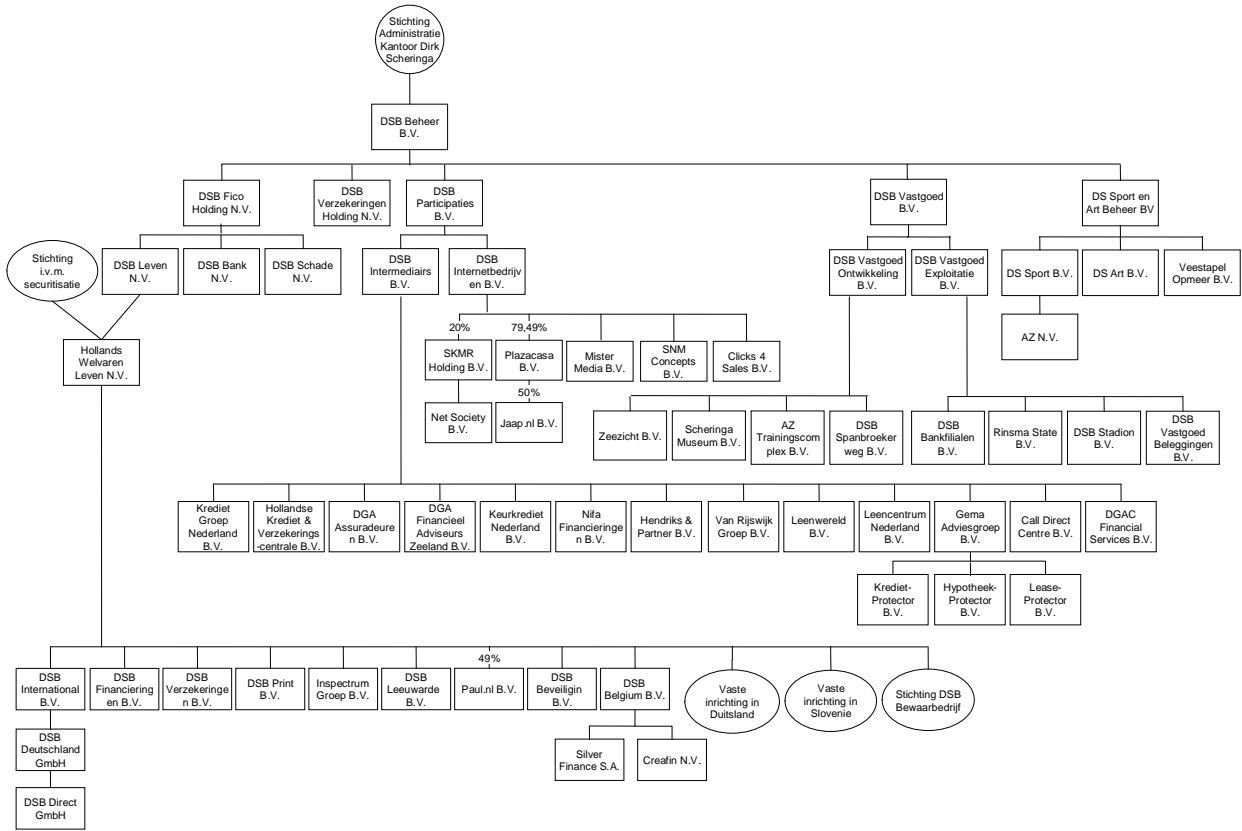 Stichting
Administratie
Kantoor Dirk
Scheringa
DSB Beheer
B.V.
DSB Fico
Holding N.V.
DSB
Verzekeringen
Holding N.V.
DSB
Participaties
B.V.
DSB Vastgoed
B.V.
DS Sport en
Art Beheer BV
Stichting
i.v.m.
securitisatie
DSB Leven
N.V.
DSB Bank
N.V.
DSB Schade
N.V.
DSB
Intermediairs
B.V.
DSB
Internetbedrijv
en B.V.
DSB Vastgoed
Ontwikkeling
B.V.
DSB Vastgoed
Exploitatie
B.V.
DS Sport B.V.
DS Art B.V.
Veestapel
Opmeer B.V.
AZ N.V.
Hollands
Welvaren
Leven N.V.
20%
SKMR
Holding B.V.
79,49%
Plazacasa
B.V.
Mister
Media B.V.
SNM
Concepts
B.V.
Clicks 4
Sales B.V.
Net Society
B.V.
50%
Jaap.nl B.V.
Zeezicht B.V.
Scheringa
Museum B.V.
AZ
Trainingscom
plex B.V.
DSB
Spanbroeker
weg B.V.
DSB
Bankfilialen
B.V.
Rinsma State
B.V.
DSB Stadion
B.V.
DSB
Vastgoed
Beleggingen
B.V.
Krediet
Groep
Nederland
B.V.
Hollandse
Krediet &
Verzekerings
-centrale B.V.
DGA
Assuradeure
n B.V.
DGA
Financieel
Adviseurs
Zeeland B.V.
Keurkrediet
Nederland
B.V.
Nifa
Financieringe
n B.V.
Hendriks &
Partner B.V.
Van Rijswijk
Groep B.V.
Leenwereld
B.V.
Leencentrum
Nederland
B.V.
Gema
Adviesgroep
B.V.
Call Direct
Centre B.V.
DGAC
Financial
Services B.V.
Krediet-
Protector
B.V.
Hypotheek-
Protector
B.V.
Lease-
Protector
B.V.
DSB
International
B.V.
DSB
Financiering
en B.V.
DSB
Verzekeringe
n B.V.
DSB Print
B.V.
Inspectrum
Groep B.V.
DSB
Leeuwarde
B.V.
49%
Paul.nl B.V.
DSB
Beveiligin
B.V.
DSB
Belgium B.V.
Vaste
inrichting in
Duitsland
Vaste
inrichting in
Slovenie
Stichting DSB
Bewaarbedrijf
DSB
Deutschland
GmbH
Silver
Finance S.A.
Creafin N.V.
DSB Direct
GmbH